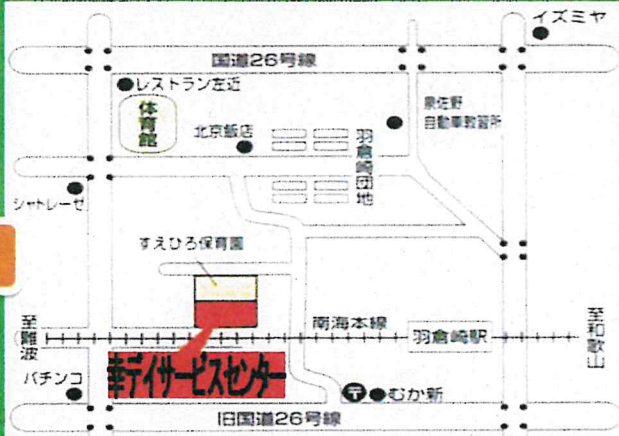 イズミヤ
国道26号線
レストラン左近
体育館
北京飯店
羽倉崎団地
泉佐野
自動車教習所
シャトレーゼ
すえひろ保育園
至難波
南海本線
羽倉崎駅
至和歌山
幸デイサービスセンター
パチンコ
〒
むか新
旧国道26号線